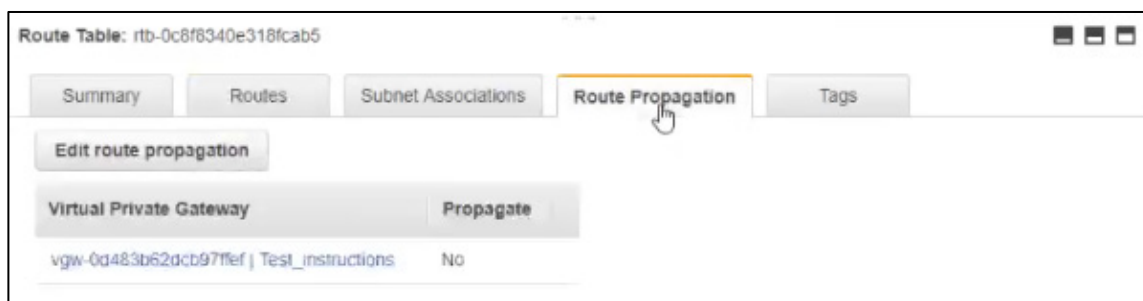 Route Table: rtb-0c8f8340e318fcab5
Summary Routes Subnet Associations Route Propagation Tags
Edit route propagation
Virtual Private Gateway Propagate
vgw-0d483b62dcb97ffef | Test_instructions No